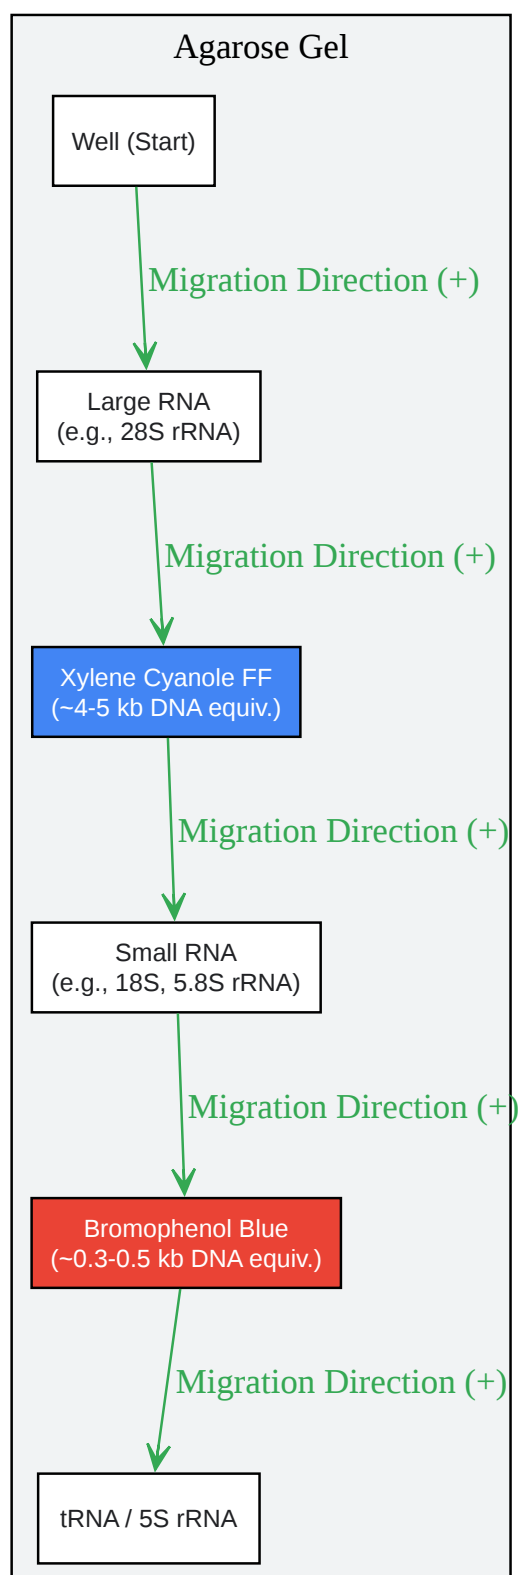 Agarose Gel
Well (Start)
Migration Direction (+)
Large RNA
(e.g., 28S rRNA)
Migration Direction (+)
Xylene Cyanole FF
(~4-5 kb DNA equiv.)
Migration Direction (+)
Small RNA
(e.g., 18S, 5.8S rRNA)
Migration Direction (+)
Bromophenol Blue
(~0.3-0.5 kb DNA equiv.)
Migration Direction (+)
tRNA / 5S rRNA